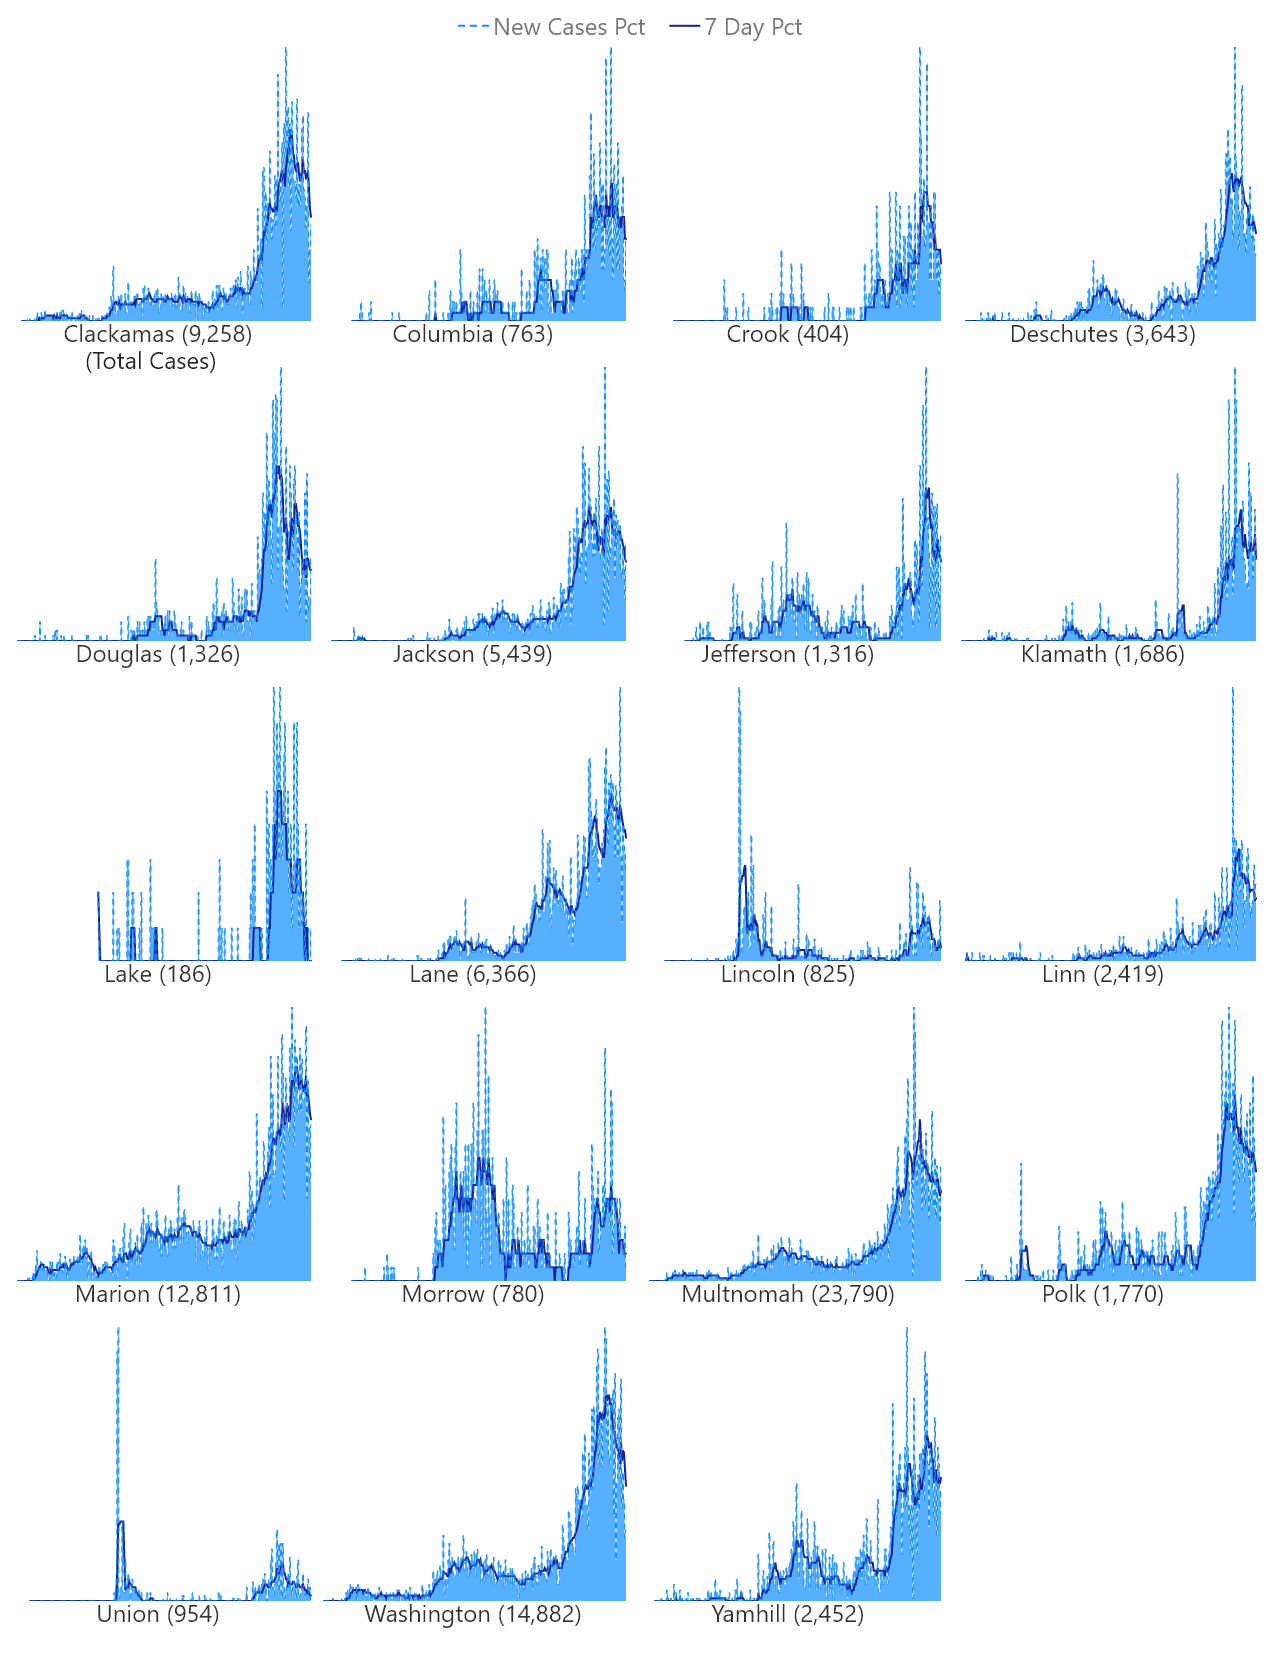 New Cases Pct 7 Day Pct
Clackamas (9,258) Columbia (763) Crook (404) Deschutes (3,643)
(Total Cases)
Douglas (1,326) Jackson (5,439) Jefferson (1,316) Klamath (1,686)
Lake (186) Lane (6,366) Lincoln (825) Linn (2,419)
Marion (12,811) Morrow (780) Multnomah (23,790) Polk (1,770)
Union (954) Washington (14,882) Yamhill (2,452)